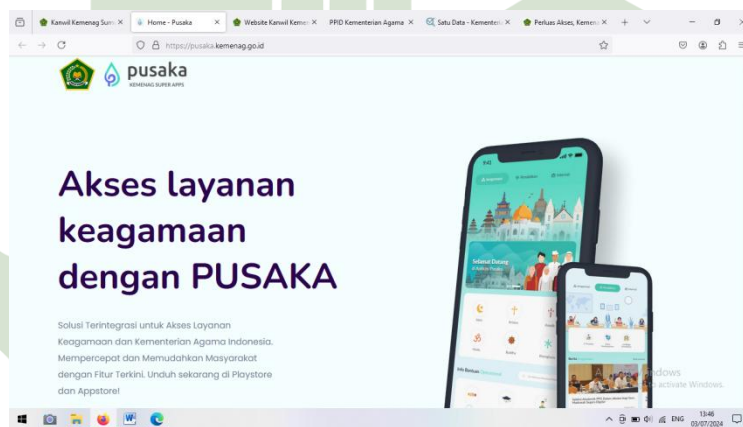 Kanwil Kemenag Sum
Home - Pusaka
Website Kanwil Kemen
PPID Kementerian Agama
Satu Data - Kementeri
Perluas Akses, Kemen
https://pusaka.kemenag.go.id
pusaka
KEMENAG SUPER APPS
Akses layanan
keagamaan
dengan PUSAKA
Solusi Terintegrasi untuk Akses Layanan
Keagamaan dan Kementerian Agama Indonesia.
Mempercepat dan Memudahkan Masyarakat
dengan Fitur Terkini. Unduh sekarang di Playstore
dan Appstore!
9:41
Selamat Datang
ENG
13:46
03/07/2024